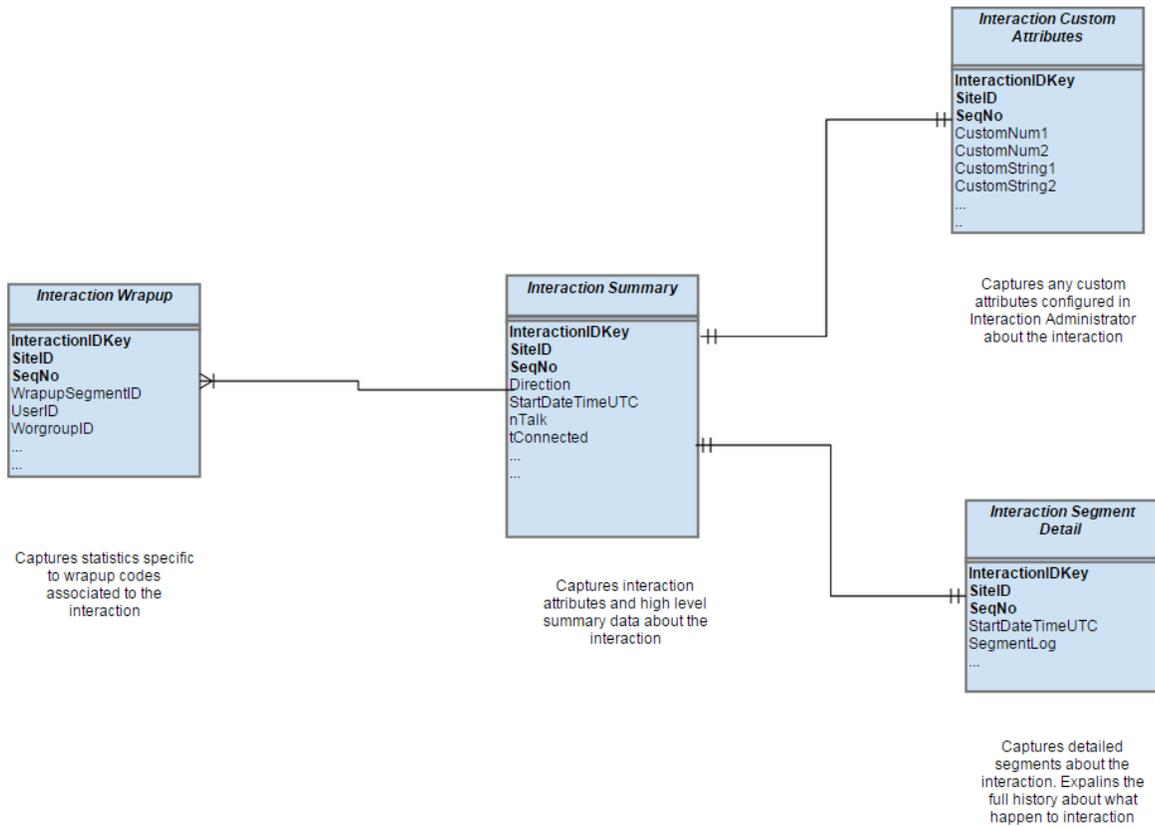 Interaction Custom
Attributes
InteractionIDKey
SiteID
SeqNo
CustomNum1
CustomNum2
CustomString1
CustomString2
...
..
Captures any custom
attributes configured in
Interaction Administrator
about the interaction
Interaction Wrapup
InteractionIDKey
SiteID
SeqNo
WrapupSegmentID
UserID
WorgroupID
...
...
Captures statistics specific
to wrapup codes
associated to the
interaction
Interaction Summary
InteractionIDKey
SiteID
SeqNo
Direction
StartDateTimeUTC
nTalk
tConnected
...
...
Captures interaction
attributes and high level
summary data about the
interaction
Interaction Segment
Detail
InteractionIDKey
SiteID
SeqNo
StartDateTimeUTC
SegmentLog
...
Captures detailed
segments about the
interaction. Expalins the
full history about what
happen to interaction